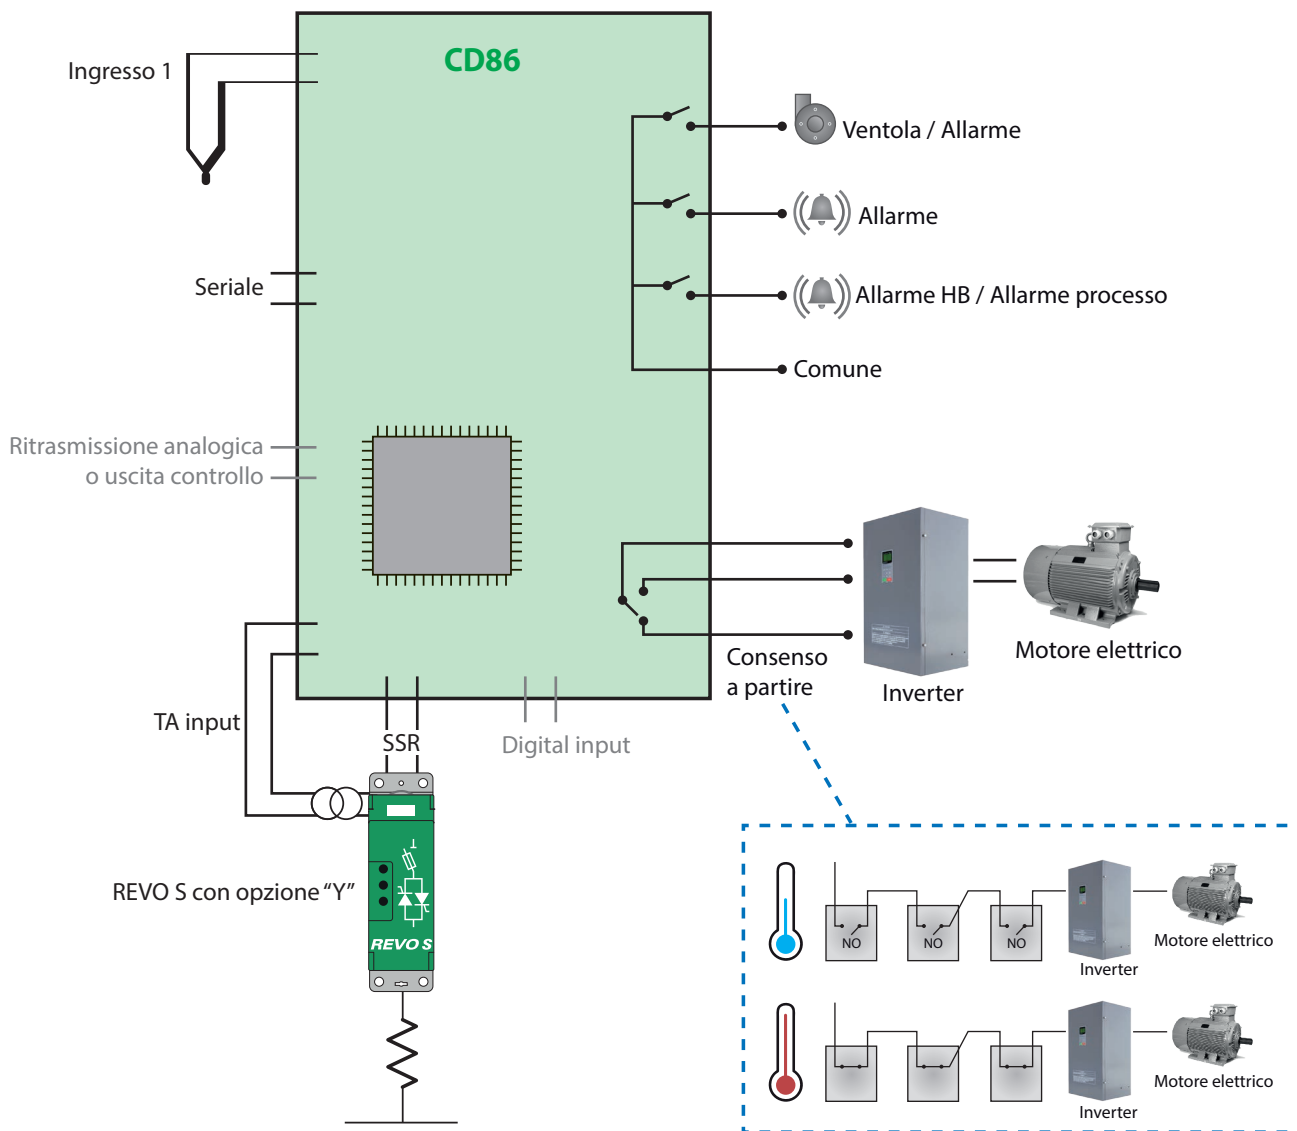 CD86
Ingresso 1
Ventola / Allarme
Allarme
Seriale
Allarme HB / Allarme processo
Comune
Ritrasmissione analogica
o uscita controllo
Consenso
a partire
Inverter
Motore elettrico
TA input
SSR
Digital input
REVO S con opzione “Y”
REVO S
NO
NO
NO
Motore elettrico
Inverter
Motore elettrico
Inverter